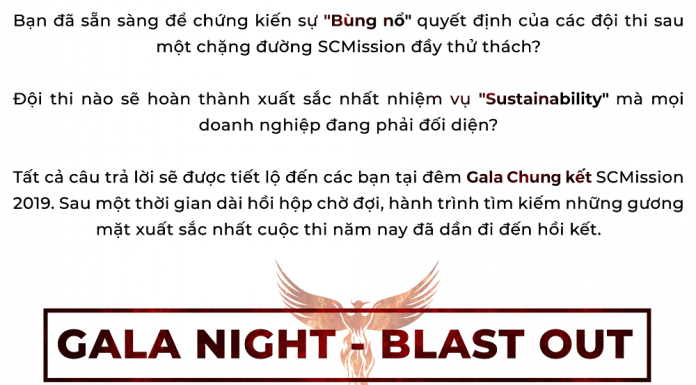 Bạn đã sẵn sàng để chứng kiến sự "Bùng nổ" quyết định của các đội thi sau
một chặng đường SCMission đầy thử thách?
Đội thi nào sẽ hoàn thành xuất sắc nhất nhiệm vụ "Sustainability" mà mọi
doanh nghiệp đang phải đối diện?
Tất cả câu trả lời sẽ được tiết lộ đến các bạn tại đêm Gala Chung kết SCMission
2019. Sau một thời gian dài hồi hộp chờ đợi, hành trình tìm kiếm những gương
mặt xuất sắc nhất cuộc thi năm nay đã dần đi đến hồi kết.
GALA NIGHT - BLAST OUT